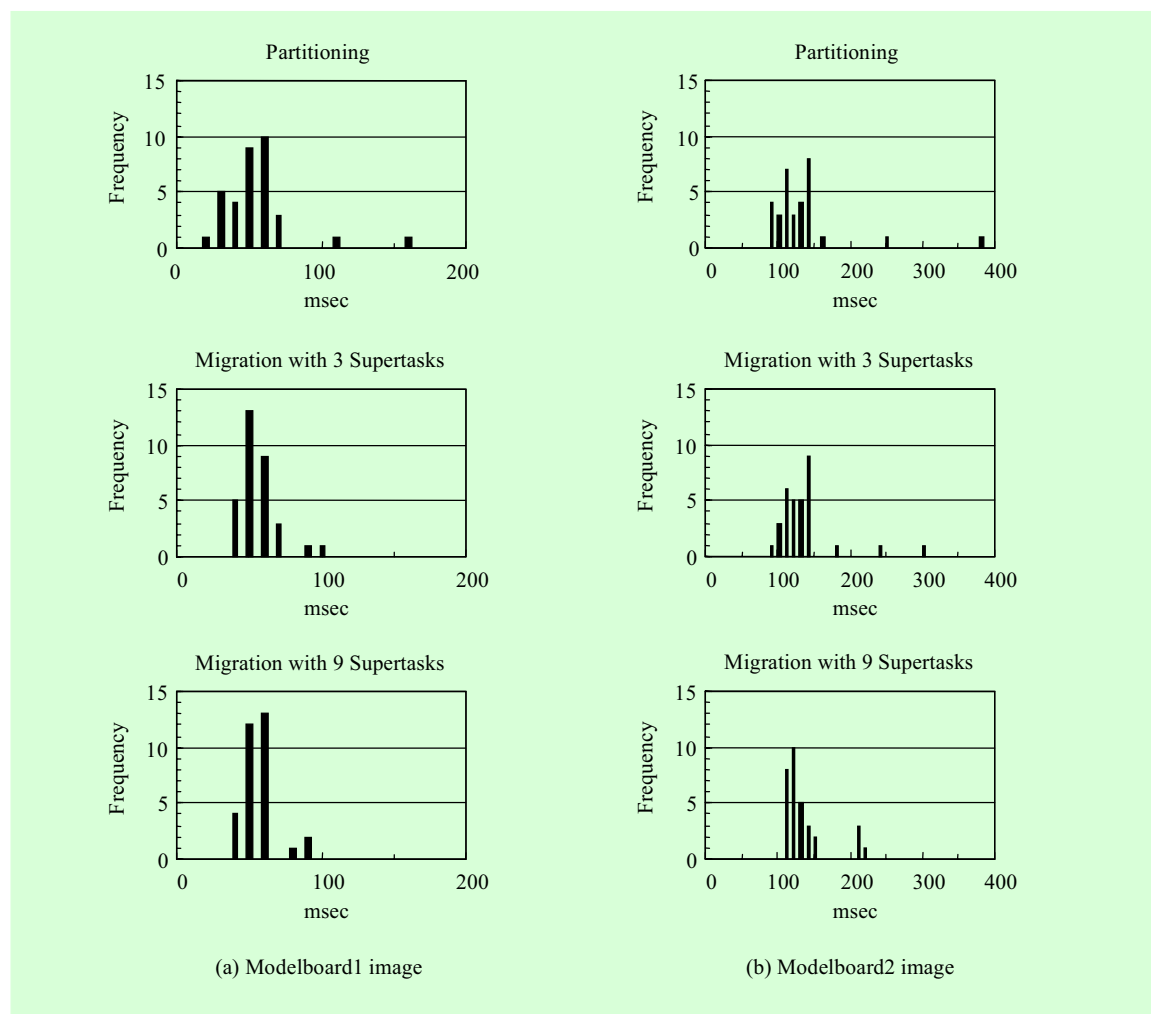 Partitioning
15
10
5
0
Frequency
0 100 200
msec
Partitioning
15
10
5
0
Frequency
0 100 200 300 400
msec
Migration with 3 Supertasks
15
10
5
0
Frequency
0 100 200
msec
Migration with 3 Supertasks
15
10
5
0
Frequency
0 100 200 300 400
msec
Migration with 9 Supertasks
15
10
5
0
Frequency
0 100 200
msec
Migration with 9 Supertasks
15
10
5
0
Frequency
0 100 200 300 400
msec
(a) Modelboard1 image
(b) Modelboard2 image